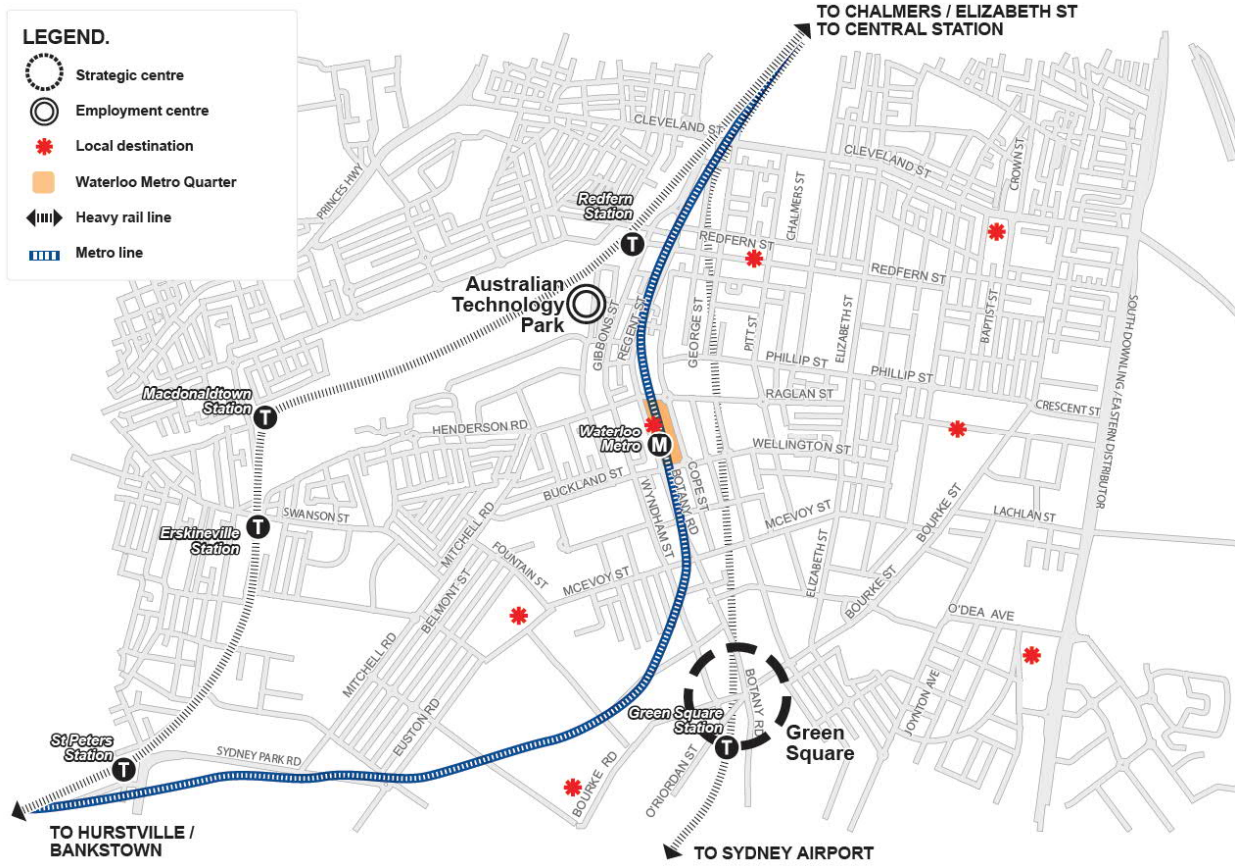 TO CHALMERS / ELIZABETH ST
TO CENTRAL STATION
LEGEND.
Strategic centre
Employment centre
Local destination
Waterloo Metro Quarter
Heavy rail line
Metro line
PRINCES HWY
CLEVELAND ST
CLEVELAND ST
CROWN ST
CHALMERS ST
Redfern
Station
T
REDFERN ST
REDFERN ST
Australian
Technology
Park
GIBBONS ST
REGENT ST
GEORGE ST
PITT ST
ELIZABETH ST
BAPTIST ST
SOUTH DOWLING / EASTERN DISTRIBUTOR
PHILLIP ST
PHILLIP ST
Macdonaldtown
Station
T
RAGLAN ST
CRESCENT ST
HENDERSON RD
Waterloo
Metro
M
WELLINGTON ST
BUCKLAND ST
WYNDHAM ST
BOTANY RD
COPE ST
MCEVOY ST
BOURKE ST
LACHLAN ST
Erskineville
Station
T
SWANSON ST
MITCHELL RD
FOUNTAIN ST
MCEVOY ST
ELIZABETH ST
BOURKE ST
O'DEA AVE
BELMONT ST
MITCHELL RD
EUSTON RD
BOTANY RD
JOYNTON AVE
Green Square
Station
T
Green
Square
St Peters
Station
T
SYDNEY PARK RD
BOURKE RD
O'RIORDAN ST
TO HURSTVILLE /
BANKSTOWN
TO SYDNEY AIRPORT